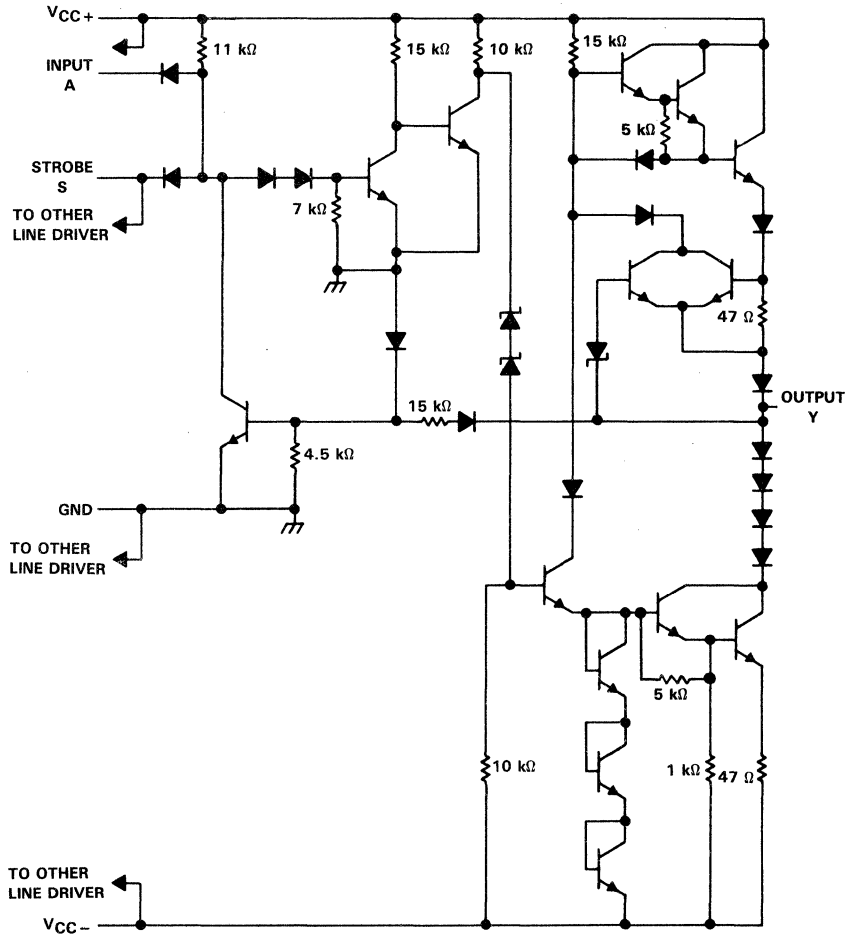 VCC+
11 kΩ
15 kΩ
10 kΩ
15 kΩ
INPUT
A
5 kΩ
STROBE
S
7 kΩ
TO OTHER
LINE DRIVER
47 Ω
15 kΩ
OUTPUT
Y
4.5 kΩ
GND
TO OTHER
LINE DRIVER
5 kΩ
10 kΩ
1 kΩ
47 Ω
TO OTHER
LINE DRIVER
VCC−